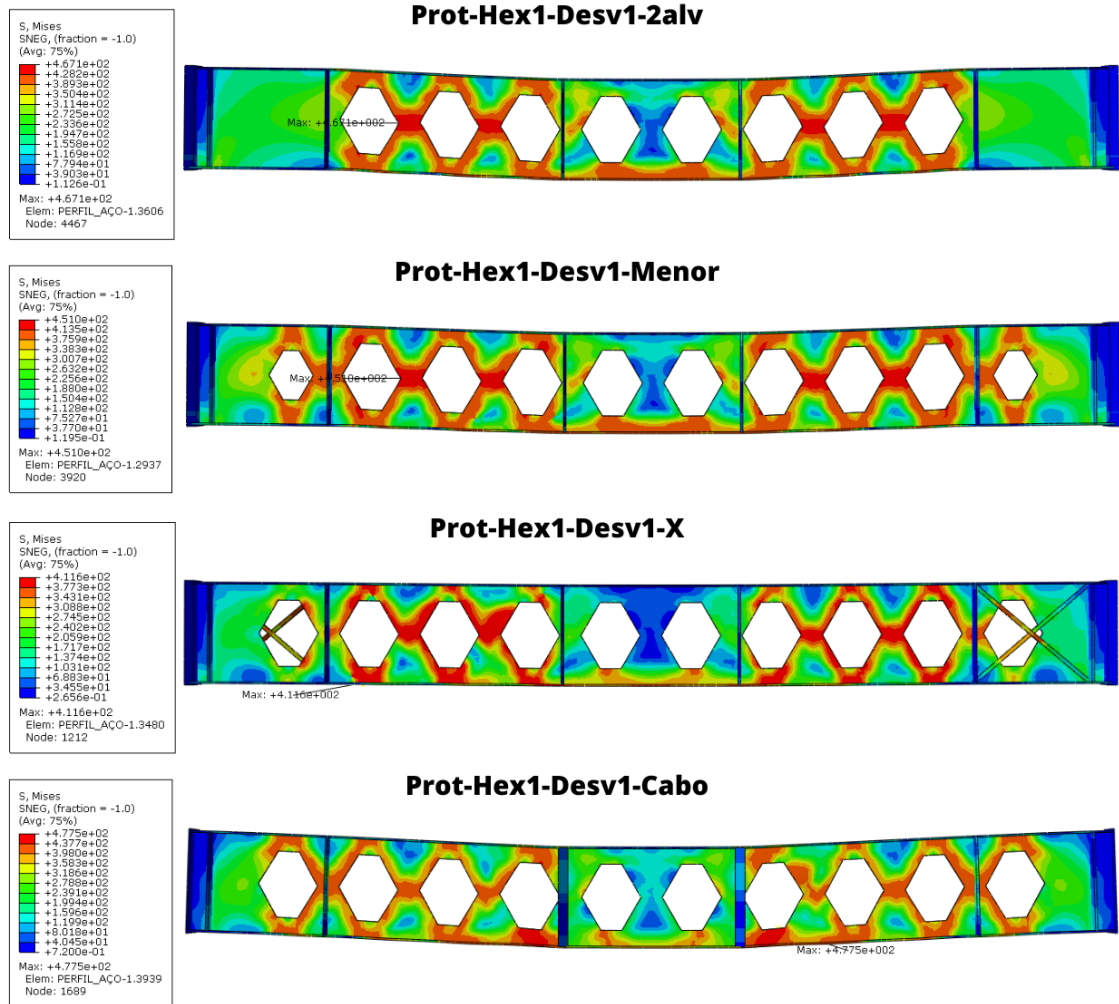 Prot-Hex1-Desv1-2alv
S, Mises
SNEG, (fraction = -1.0)
(Avg: 75%)
+4.671e+02
+4.282e+02
+3.893e+02
+3.504e+02
+3.114e+02
+2.725e+02
+2.336e+02
+1.947e+02
+1.558e+02
+1.169e+02
+7.794e+01
+3.903e+01
+1.126e-01
Max: +4.671e+02
Elem: PERFIL_AÇO-1.3606
Node: 4467
Max: +4.671e+002
Prot-Hex1-Desv1-Menor
S, Mises
SNEG, (fraction = -1.0)
(Avg: 75%)
+4.510e+02
+4.135e+02
+3.759e+02
+3.383e+02
+3.007e+02
+2.632e+02
+2.256e+02
+1.880e+02
+1.504e+02
+1.128e+02
+7.527e+01
+3.770e+01
+1.195e-01
Max: +4.510e+02
Elem: PERFIL_AÇO-1.2937
Node: 3920
Max: +4.510e+002
Prot-Hex1-Desv1-X
S, Mises
SNEG, (fraction = -1.0)
(Avg: 75%)
+4.116e+02
+3.773e+02
+3.431e+02
+3.088e+02
+2.745e+02
+2.402e+02
+2.059e+02
+1.717e+02
+1.374e+02
+1.031e+02
+6.883e+01
+3.455e+01
+2.656e-01
Max: +4.116e+02
Elem: PERFIL_AÇO-1.3480
Node: 1212
Max: +4.116e+002
Prot-Hex1-Desv1-Cabo
S, Mises
SNEG, (fraction = -1.0)
(Avg: 75%)
+4.775e+02
+4.377e+02
+3.980e+02
+3.583e+02
+3.186e+02
+2.788e+02
+2.391e+02
+1.994e+02
+1.596e+02
+1.199e+02
+8.018e+01
+4.045e+01
+7.200e-01
Max: +4.775e+02
Elem: PERFIL_AÇO-1.3939
Node: 1689
Max: +4.775e+002